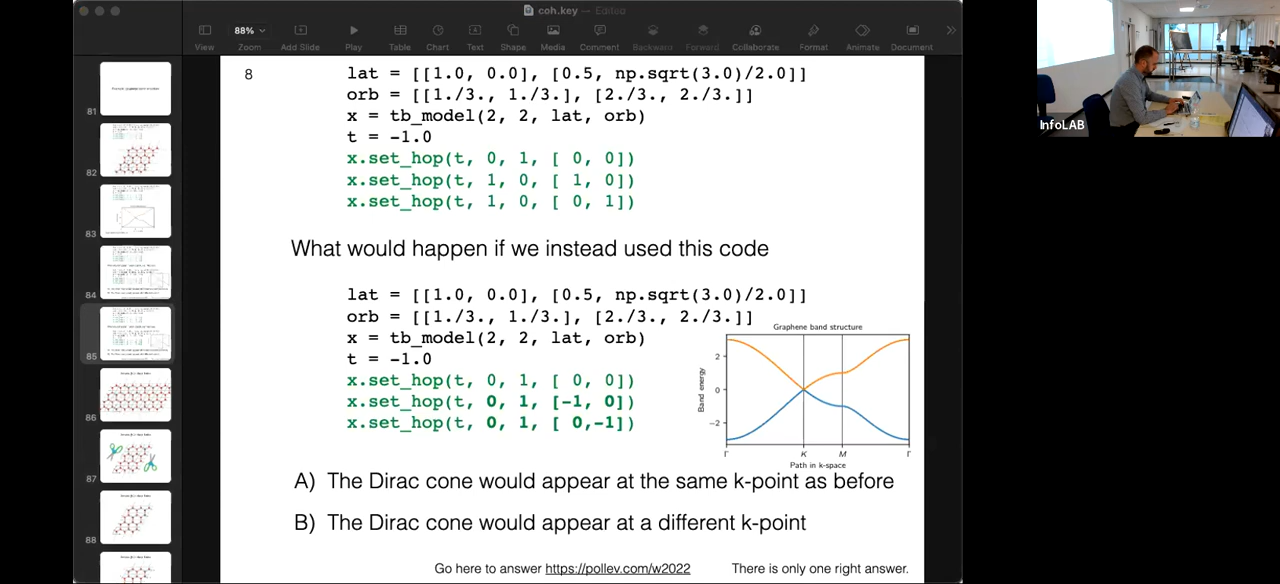 coh.key — Edited
88%
View Zoom Add Slide Play Table Chart Text Shape Media Comment Backward Forward Collaborate Format Animate Document
81
82
83
84
85
86
87
88
8
lat = [[1.0, 0.0], [0.5, np.sqrt(3.0)/2.0]]
orb = [[1./3., 1./3.], [2./3., 2./3.]]
x = tb_model(2, 2, lat, orb)
t = -1.0
x.set_hop(t, 0, 1, [ 0, 0])
x.set_hop(t, 1, 0, [ 1, 0])
x.set_hop(t, 1, 0, [ 0, 1])
What would happen if we instead used this code
lat = [[1.0, 0.0], [0.5, np.sqrt(3.0)/2.0]]
orb = [[1./3., 1./3.], [2./3., 2./3.]]
x = tb_model(2, 2, lat, orb)
t = -1.0
x.set_hop(t, 0, 1, [ 0, 0])
x.set_hop(t, 0, 1, [-1, 0])
x.set_hop(t, 0, 1, [ 0,-1])
Graphene band structure
Band energy
2
0
−2
Γ K M Γ
Path in k-space
A) The Dirac cone would appear at the same k-point as before
B) The Dirac cone would appear at a different k-point
Go here to answer https://pollev.com/w2022 There is only one right answer.
InfoLAB